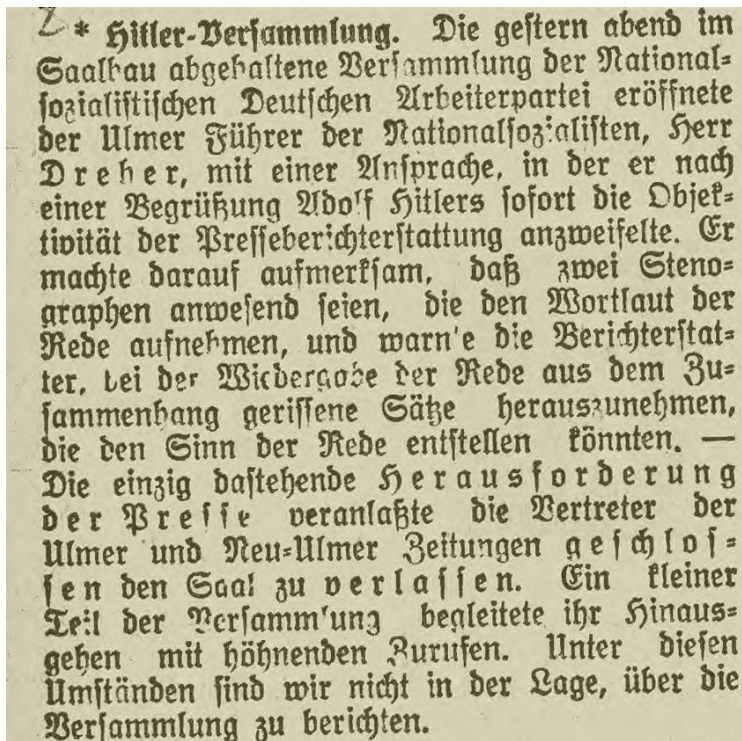 * Hitler-Versammlung. Die gestern abend im
Saalbau abgehaltene Versammlung der National-
sozialistischen Deutschen Arbeiterpartei eröffnete
der Ulmer Führer der Nationalsozialisten, Herr
Dreher, mit einer Ansprache, in der er nach
einer Begrüßung Adolf Hitlers sofort die Objek-
tivität der Presseberichterstattung anzweifelte. Er
machte darauf aufmerksam, daß zwei Steno-
graphen anwesend seien, die den Wortlaut der
Rede aufnehmen, und warn'e die Berichterstat-
ter, bei der Wiedergabe der Rede aus dem Zu-
sammenhang gerissene Sätze herauszunehmen,
die den Sinn der Rede entstellen könnten. —
Die einzig dastehende Herausforderung
der Presse veranlaßte die Vertreter der
Ulmer und Neu-Ulmer Zeitungen geschlos-
sen den Saal zu verlassen. Ein kleiner
Teil der Versammlung begleitete ihr Hinaus-
gehen mit höhnenden Zurufen. Unter diesen
Umständen sind wir nicht in der Lage, über die
Versammlung zu berichten.